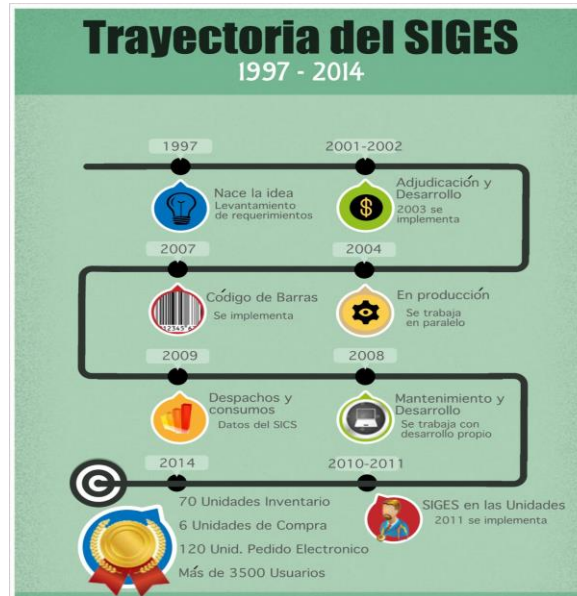 Trayectoria del SIGES
1997 - 2014
1997
Nace la idea
Levantamiento
de requerimientos
2001-2002
Adjudicación y
Desarrollo
2003 se
implementa
2004
En producción
Se trabaja
en paralelo
2007
Código de Barras
Se implementa
2009
Despachos y
consumos
Datos del SICS
2008
Mantenimiento y
Desarrollo
Se trabaja con
desarrollo propio
2010-2011
SIGES en las Unidades
2011 se implementa
2014
70 Unidades Inventario
6 Unidades de Compra
120 Unid. Pedido Electronico
Más de 3500 Usuarios